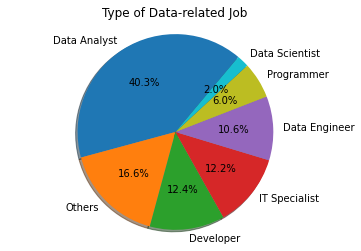 Type of Data-related Job
Data Analyst
40.3%
Data Scientist
2.0%
Programmer
6.0%
Data Engineer
10.6%
IT Specialist
12.2%
Developer
12.4%
Others
16.6%